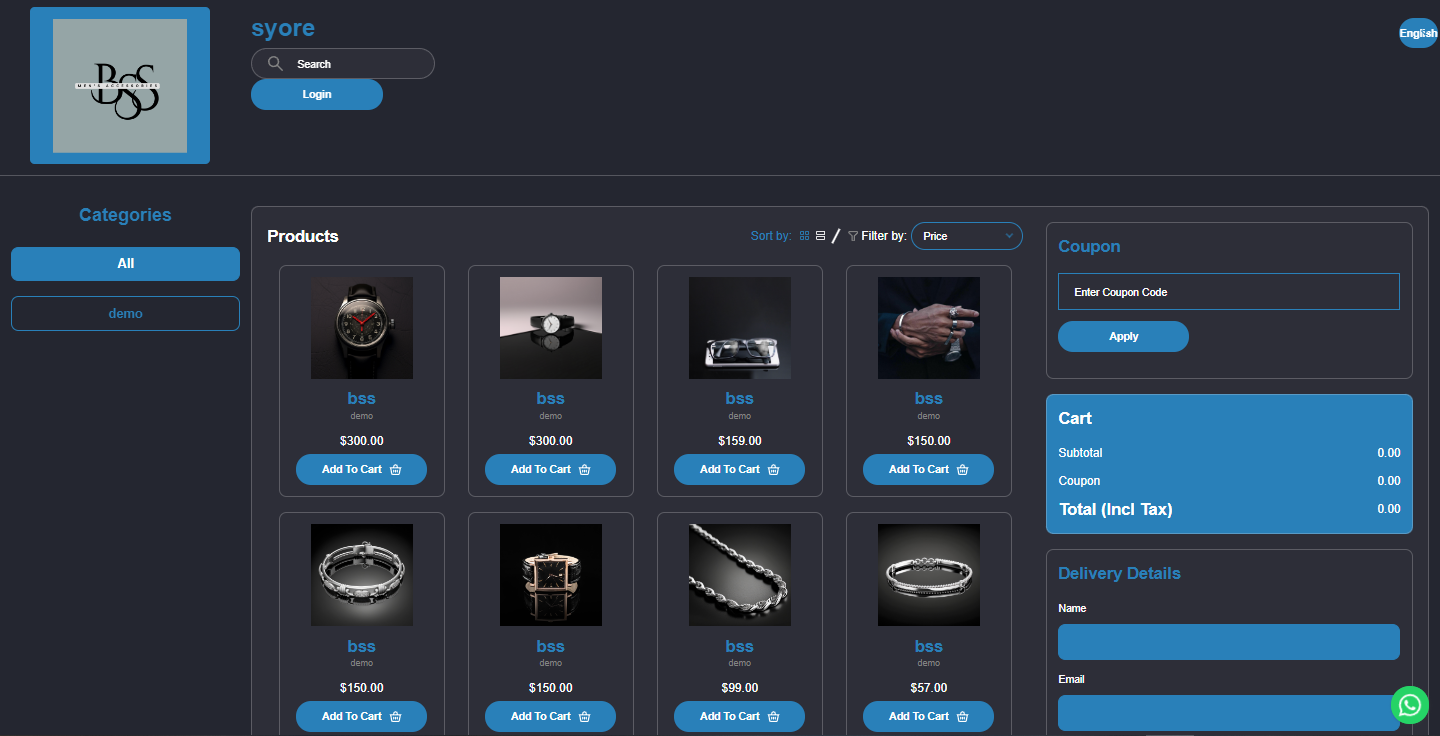 BSS
MEN'S ACCESSORIES
syore
Search
Login
English
Categories
All
demo
Products
Sort by:
/
Filter by:
Price
bss
demo
$300.00
Add To Cart
bss
demo
$300.00
Add To Cart
bss
demo
$159.00
Add To Cart
bss
demo
$150.00
Add To Cart
bss
demo
$150.00
Add To Cart
bss
demo
$150.00
Add To Cart
bss
demo
$99.00
Add To Cart
bss
demo
$57.00
Add To Cart
Coupon
Enter Coupon Code
Apply
Cart
Subtotal 0.00
Coupon 0.00
Total (Incl Tax) 0.00
Delivery Details
Name
Email